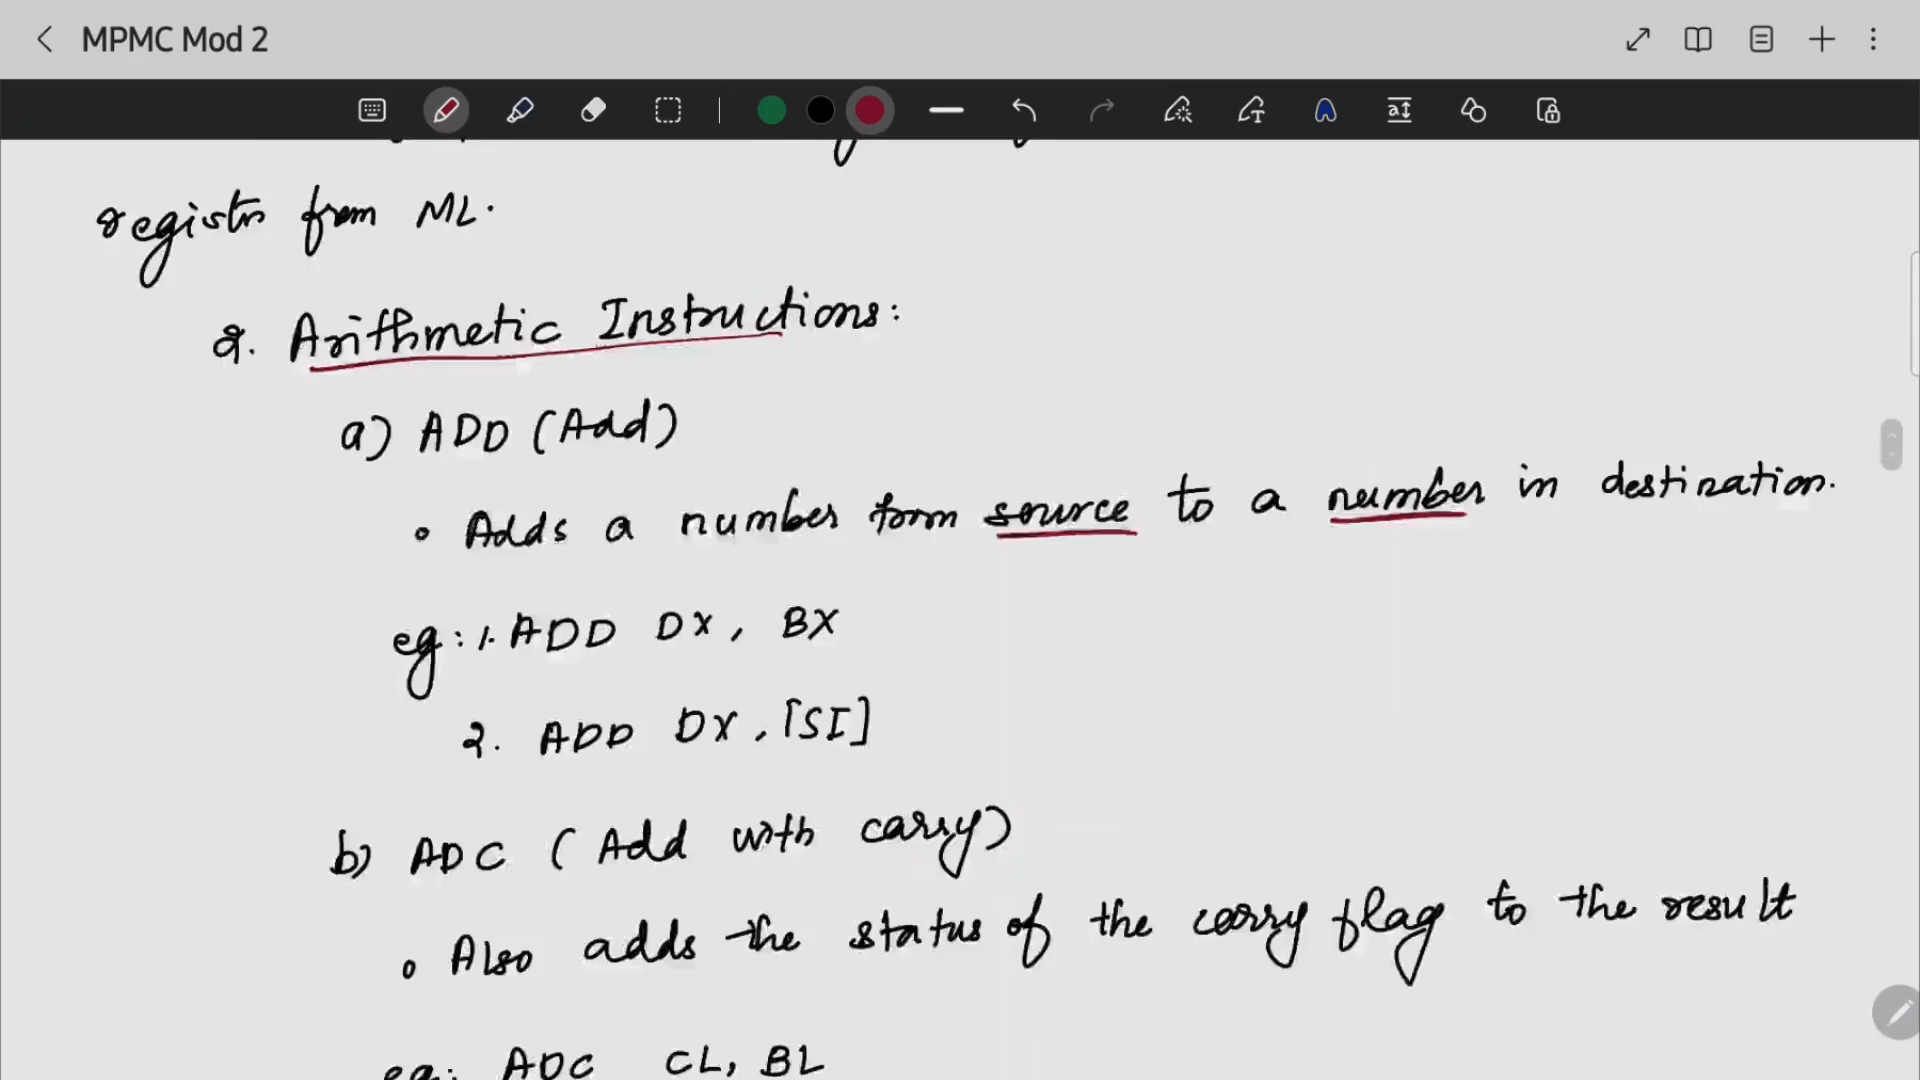 MPMC Mod 2
registrs from ML.
2. Arithmetic Instructions:
a) ADD (Add)
• Adds a number from source to a number in destination.
eg: 1. ADD DX, BX
2. ADD DX, [SI]
b) ADC (Add with carry)
• Also adds the status of the carry flag to the result
eg: ADC CL, BL